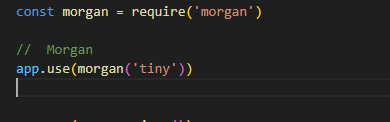 const morgan = require('morgan')
//  Morgan
app.use(morgan('tiny'))